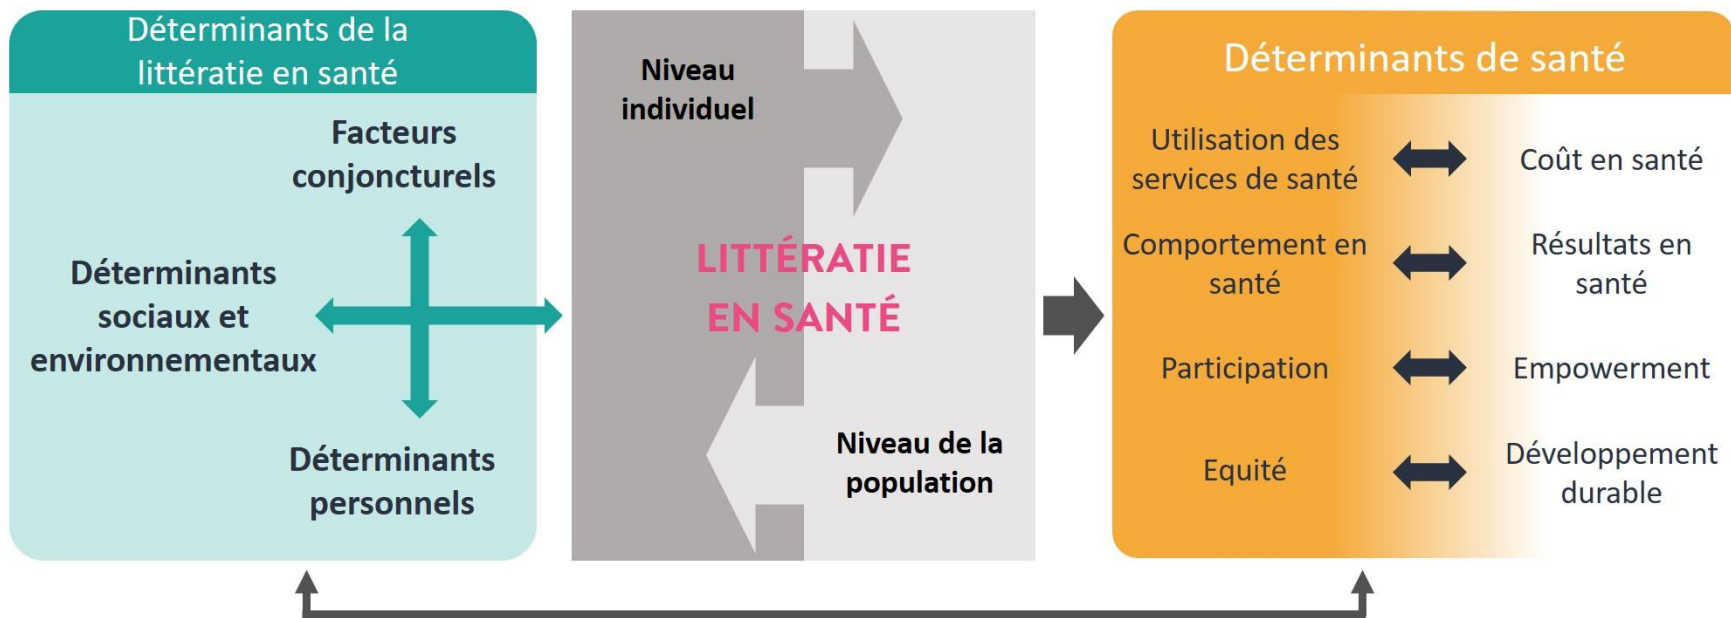 Déterminants de la
littératie en santé
Facteurs
conjoncturels
Déterminants
sociaux et
environnementaux
Déterminants
personnels
Niveau
individuel
LITTÉRATIE
EN SANTÉ
Niveau de la
population
Déterminants de santé
Utilisation des
services de santé
Coût en santé
Comportement en
santé
Résultats en
santé
Participation
Empowerment
Equité
Développement
durable